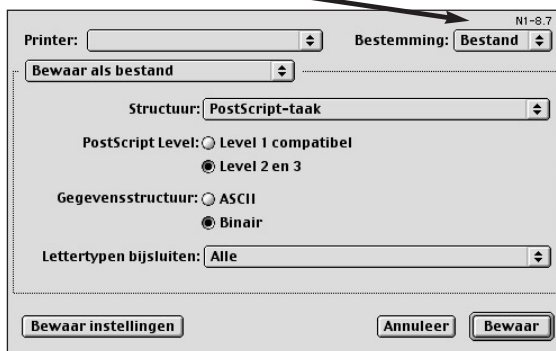 N1-8.7
Printer: Bestemming: Bestand
Bewaar als bestand
Structuur: PostScript-taak
PostScript Level: Level 1 compatibel
Level 2 en 3
Gegevensstructuur: ASCII
Binair
Lettertypen bijsluiten: Alle
Bewaar instellingen Annuleer Bewaar